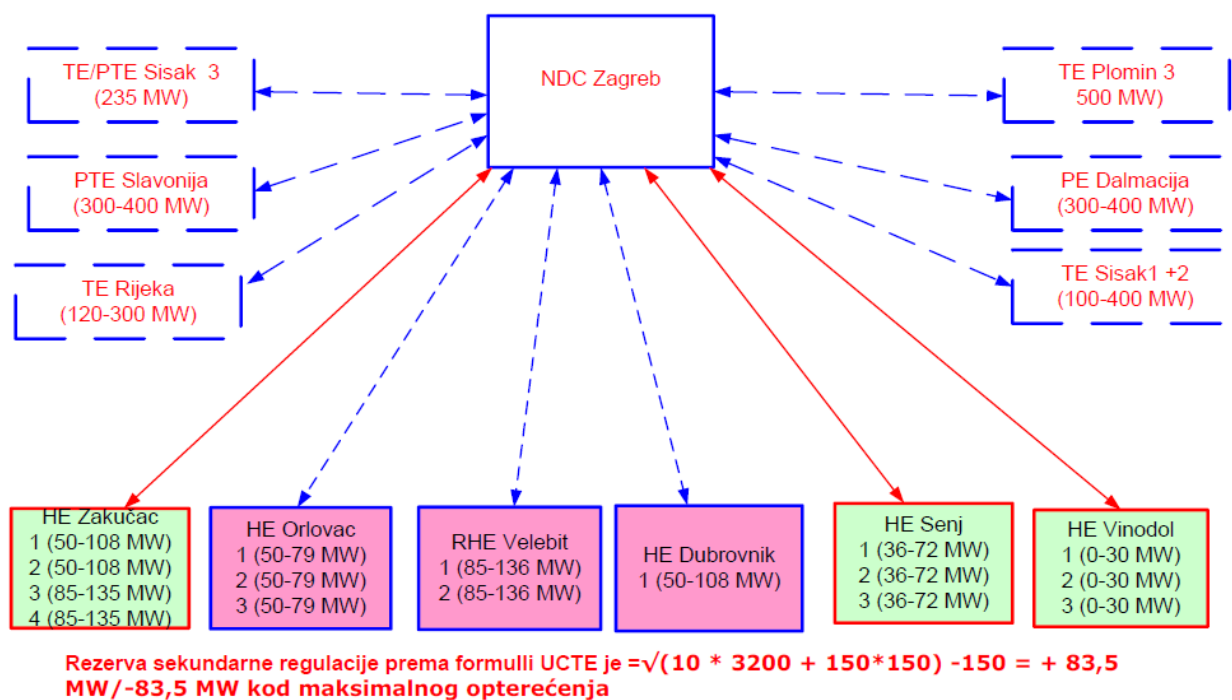 TE/PTE Sisak 3
(235 MW)
NDC Zagreb
TE Plomin 3
500 MW)
PTE Slavonija
(300-400 MW)
PE Dalmacija
(300-400 MW)
TE Rijeka
(120-300 MW)
TE Sisak1 +2
(100-400 MW)
HE Zakučac
1 (50-108 MW)
2 (50-108 MW)
3 (85-135 MW)
4 (85-135 MW)
HE Orlovac
1 (50-79 MW)
2 (50-79 MW)
3 (50-79 MW)
RHE Velebit
1 (85-136 MW)
2 (85-136 MW)
HE Dubrovnik
1 (50-108 MW)
HE Senj
1 (36-72 MW)
2 (36-72 MW)
3 (36-72 MW)
HE Vinodol
1 (0-30 MW)
2 (0-30 MW)
3 (0-30 MW)
Rezerva sekundarne regulacije prema formulli UCTE je =√(10 * 3200 + 150*150) -150 = + 83,5
MW/-83,5 MW kod maksimalnog opterećenja